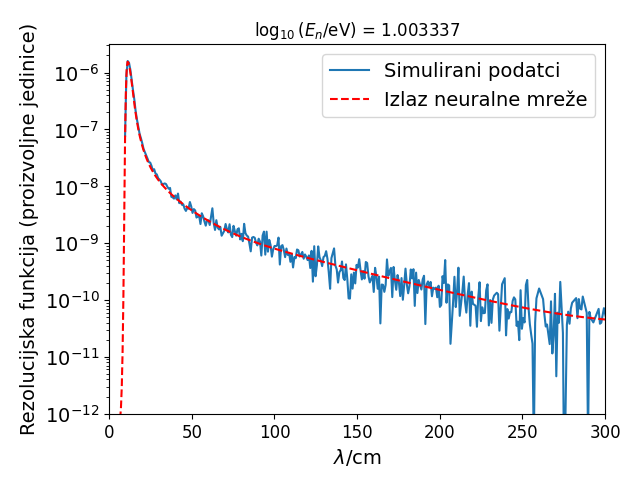 log₁₀ (Eₙ/eV) = 1.003337
Rezolucijska funkcija (proizvoljne jedinice)
Simulirani podatci
Izlaz neuralne mreže
10⁻⁶
10⁻⁷
10⁻⁸
10⁻⁹
10⁻¹⁰
10⁻¹¹
10⁻¹²
0 50 100 150 200 250 300
λ/cm